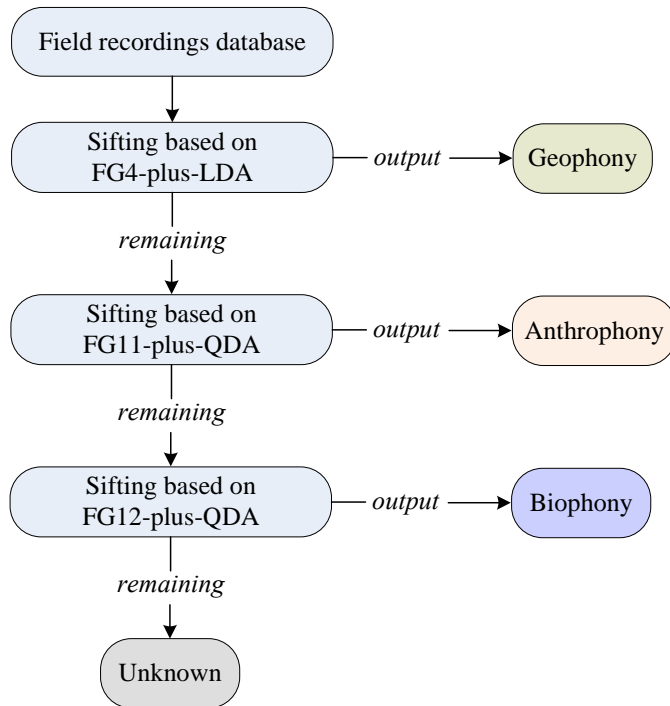 Field recordings database
Sifting based on
FG4-plus-LDA
output
Geophony
remaining
Sifting based on
FG11-plus-QDA
output
Anthrophony
remaining
Sifting based on
FG12-plus-QDA
output
Biophony
remaining
Unknown